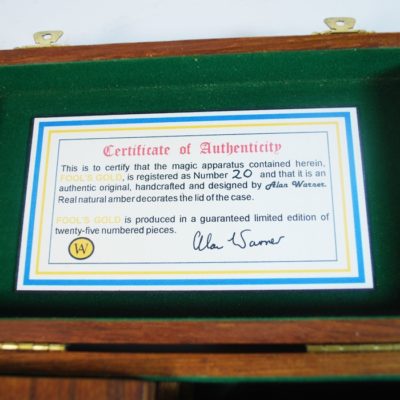 Certificate of Authenticity
This is to certify that the magic apparatus contained herein,
FOOL'S GOLD, is registered as Number 20 and that it is an
authentic original, handcrafted and designed by Alan Warner.
Real natural amber decorates the lid of the case.
FOOL'S GOLD is produced in a guaranteed limited edition of
twenty-five numbered pieces.
Alan Warner